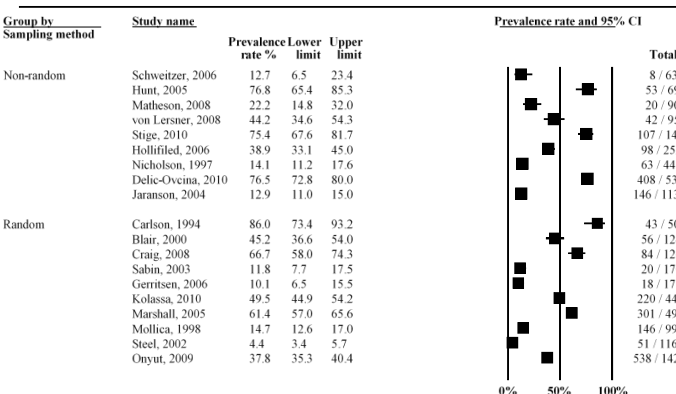 Group by Study name Prevalence rate and 95% CI
Sampling method
Prevalence Lower Upper
rate % limit limit Total
Non-random Schweitzer, 2006 12.7 6.5 23.4 8 / 63
Hunt, 2005 76.8 65.4 85.3 53 / 69
Matheson, 2008 22.2 14.8 32.0 20 / 90
von Lersner, 2008 44.2 34.6 54.3 42 / 95
Stige, 2010 75.4 67.6 81.7 107 / 14
Hollifiled, 2006 38.9 33.1 45.0 98 / 25
Nicholson, 1997 14.1 11.2 17.6 63 / 44
Delic-Ovcina, 2010 76.5 72.8 80.0 408 / 53
Jaranson, 2004 12.9 11.0 15.0 146 / 113
Random Carlson, 1994 86.0 73.4 93.2 43 / 50
Blair, 2000 45.2 36.6 54.0 56 / 12
Craig, 2008 66.7 58.0 74.3 84 / 12
Sabin, 2003 11.8 7.7 17.5 20 / 17
Gerritsen, 2006 10.1 6.5 15.5 18 / 17
Kolassa, 2010 49.5 44.9 54.2 220 / 44
Marshall, 2005 61.4 57.0 65.6 301 / 49
Mollica, 1998 14.7 12.6 17.0 146 / 99
Steel, 2002 4.4 3.4 5.7 51 / 116
Onyut, 2009 37.8 35.3 40.4 538 / 142
0% 50% 100%